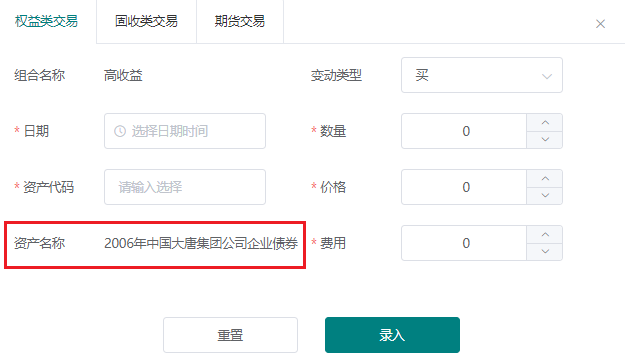 权益类交易 固收类交易 期货交易
组合名称 高收益 变动类型 买
* 日期 选择日期时间 * 数量 0
* 资产代码 请输入选择 * 价格 0
资产名称 2006年中国大唐集团公司企业债券 * 费用 0
重置 录入